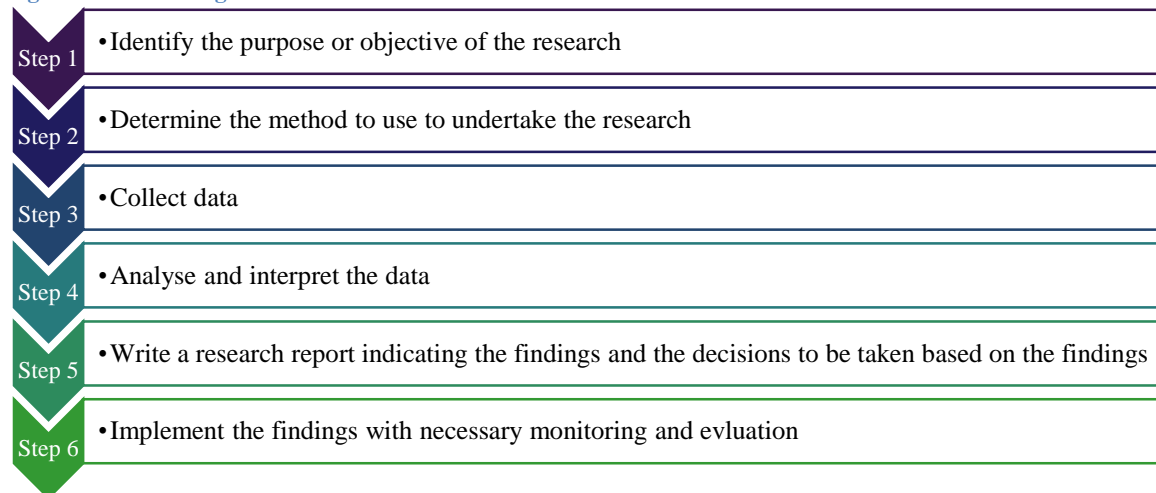 Step 1
•Identify the purpose or objective of the research
Step 2
•Determine the method to use to undertake the research
Step 3
•Collect data
Step 4
•Analyse and interpret the data
Step 5
•Write a research report indicating the findings and the decisions to be taken based on the findings
Step 6
•Implement the findings with necessary monitoring and evluation